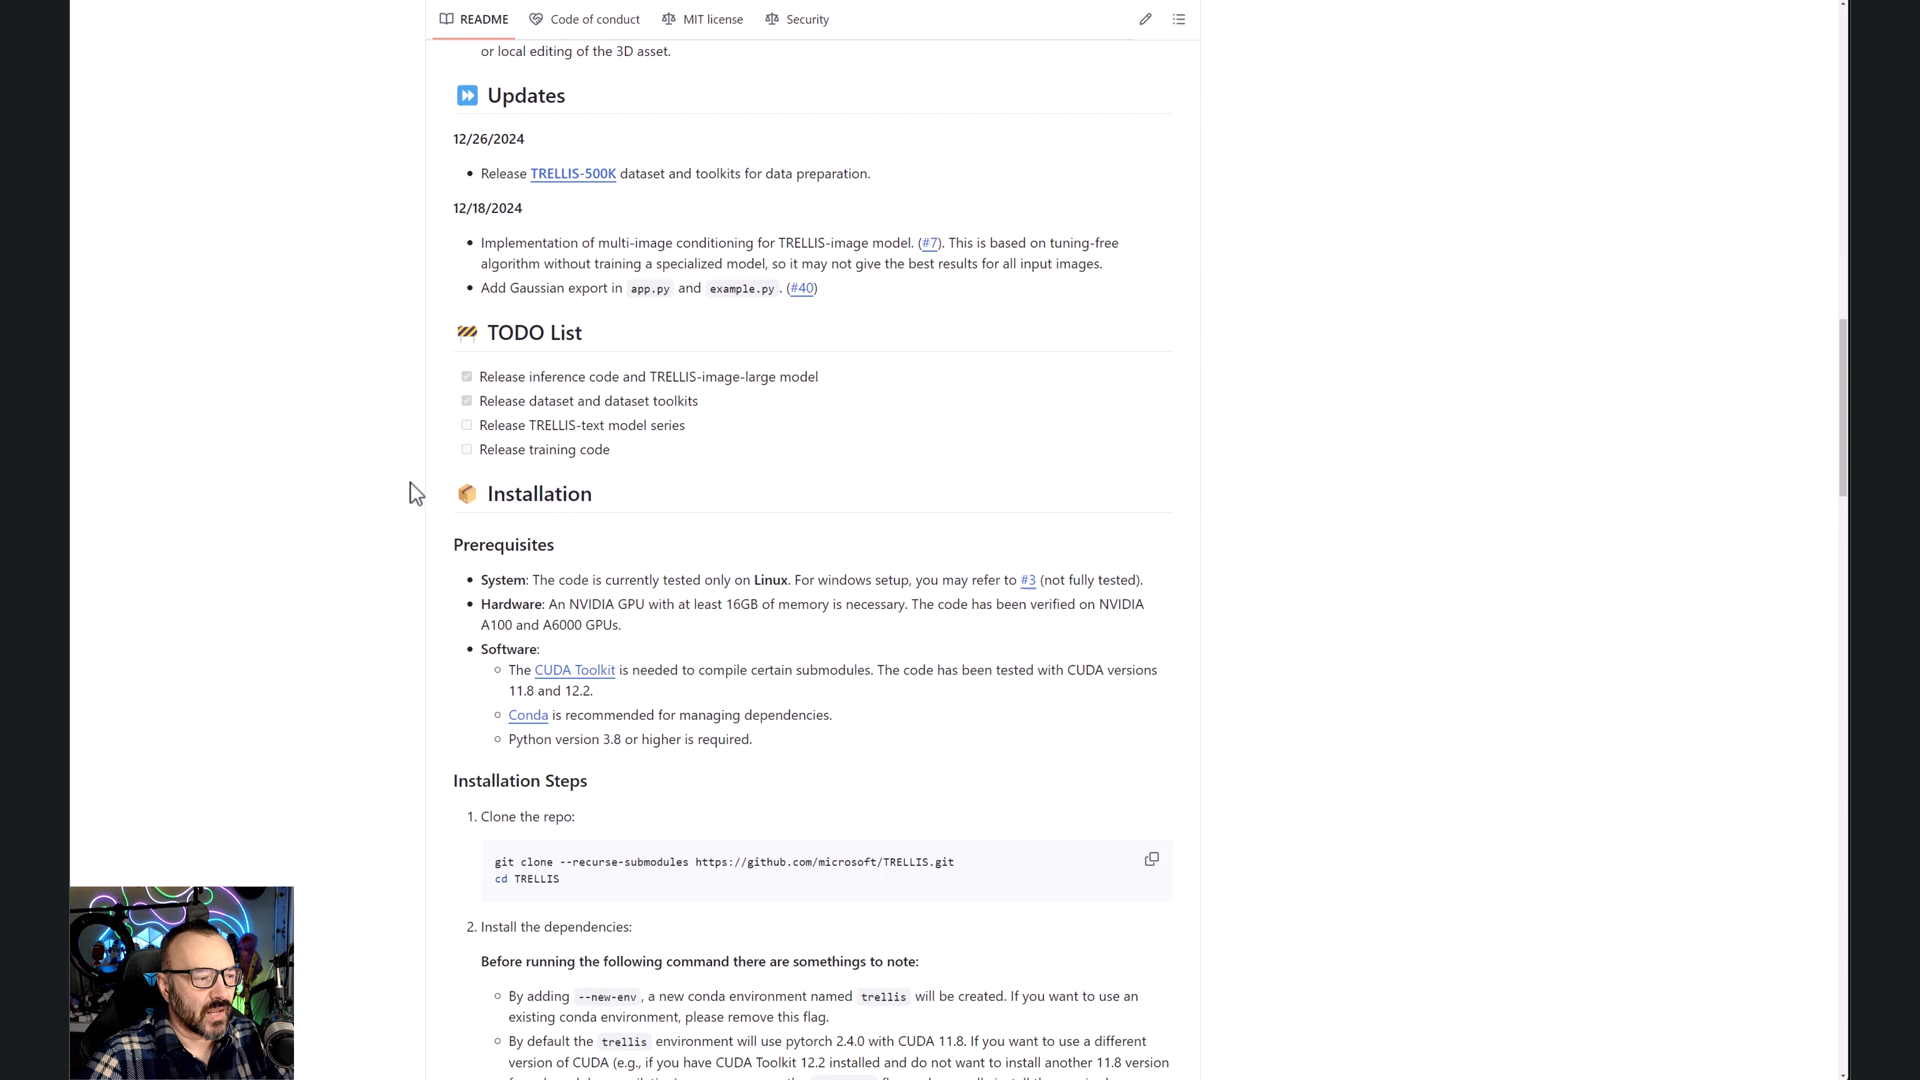 README Code of conduct MIT license Security
or local editing of the 3D asset.
Updates
12/26/2024
Release TRELLIS-500K dataset and toolkits for data preparation.
12/18/2024
Implementation of multi-image conditioning for TRELLIS-image model. (#7). This is based on tuning-free
algorithm without training a specialized model, so it may not give the best results for all input images.
Add Gaussian export in app.py and example.py. (#40)
TODO List
Release inference code and TRELLIS-image-large model
Release dataset and dataset toolkits
Release TRELLIS-text model series
Release training code
Installation
Prerequisites
System: The code is currently tested only on Linux. For windows setup, you may refer to #3 (not fully tested).
Hardware: An NVIDIA GPU with at least 16GB of memory is necessary. The code has been verified on NVIDIA
A100 and A6000 GPUs.
Software:
The CUDA Toolkit is needed to compile certain submodules. The code has been tested with CUDA versions
11.8 and 12.2.
Conda is recommended for managing dependencies.
Python version 3.8 or higher is required.
Installation Steps
1. Clone the repo:
git clone --recurse-submodules https://github.com/microsoft/TRELLIS.git
cd TRELLIS
2. Install the dependencies:
Before running the following command there are somethings to note:
By adding --new-env, a new conda environment named trellis will be created. If you want to use an
existing conda environment, please remove this flag.
By default the trellis environment will use pytorch 2.4.0 with CUDA 11.8. If you want to use a different
version of CUDA (e.g., if you have CUDA Toolkit 12.2 installed and do not want to install another 11.8 version